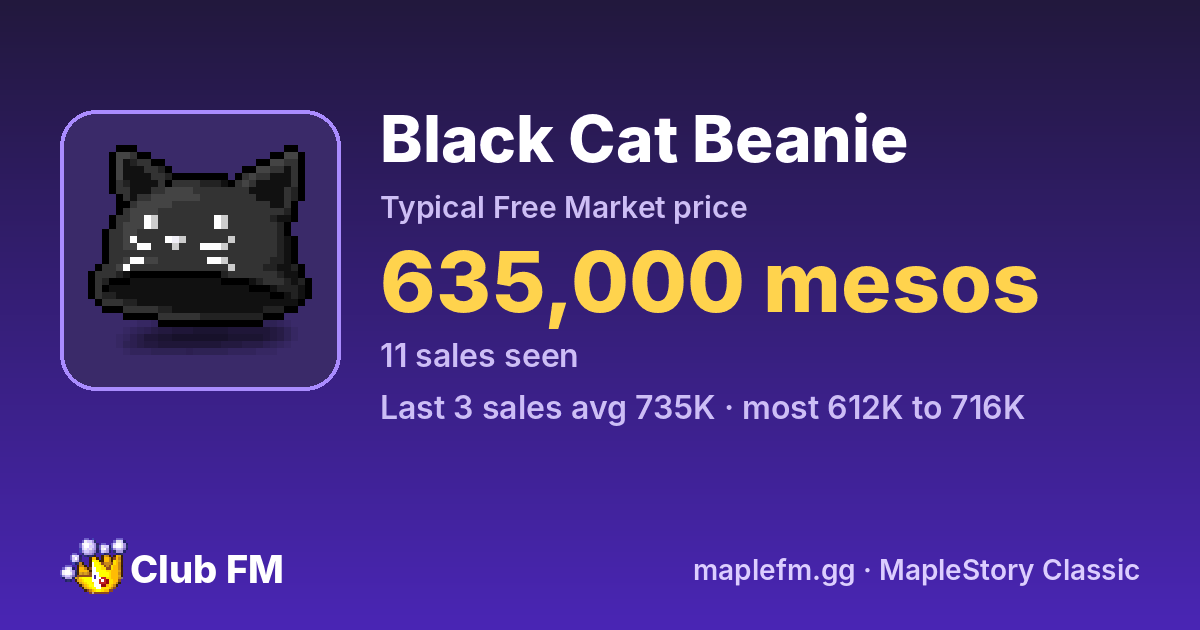 Black Cat Beanie
Typical Free Market price
635,000 mesos
11 sales seen
Last 3 sales avg 735K · most 612K to 716K
Club FM
maplefm.gg · MapleStory Classic